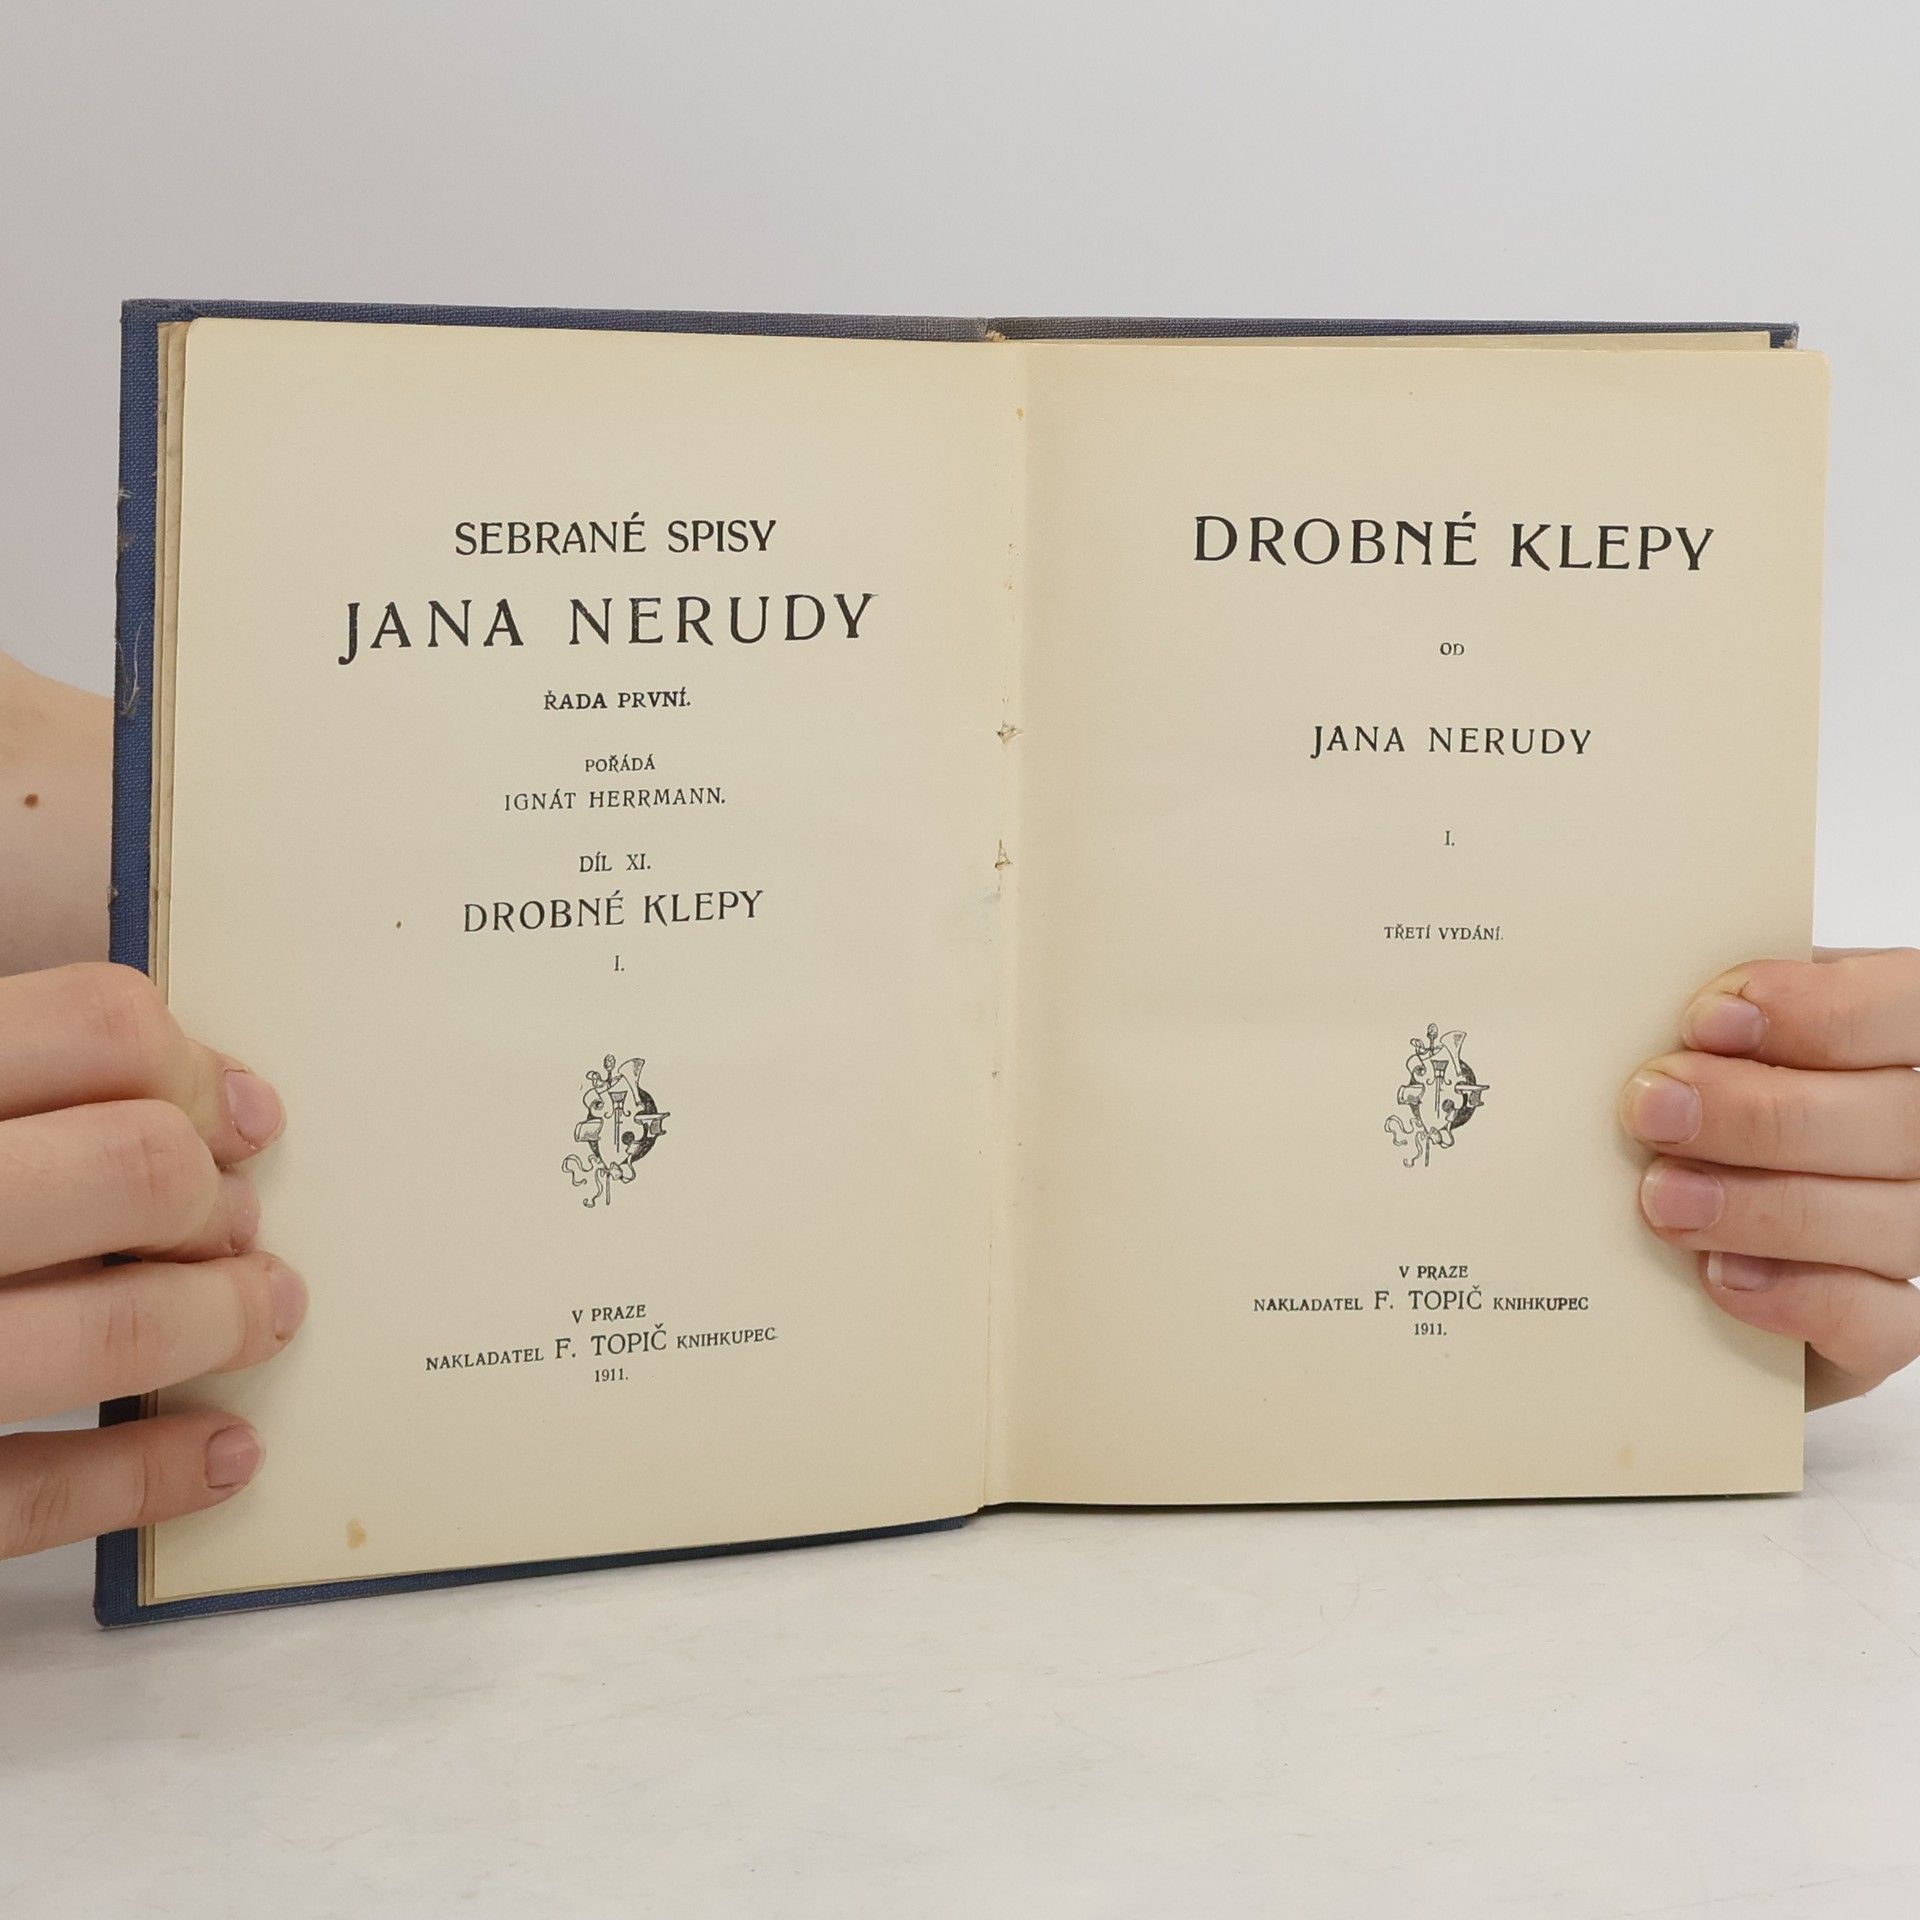 SEBRANÉ SPISY
JANA NERUDY
ŘADA PRVNÍ.
POŘÁDÁ
IGNÁT HERRMANN.
DÍL XI.
DROBNÉ KLEPY
I.
V PRAZE
NAKLADATEL F. TOPIČ KNIHKUPEC
1911.
DROBNÉ KLEPY
OD
JANA NERUDY
I.
TŘETÍ VYDÁNÍ.
V PRAZE
NAKLADATEL F. TOPIČ KNIHKUPEC
1911.